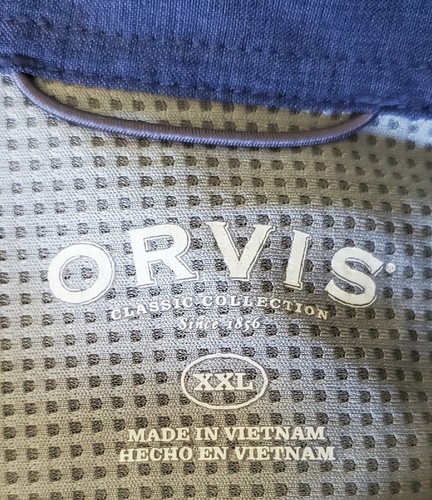 ORVIS®
CLASSIC COLLECTION
Since 1856
XXL
MADE IN VIETNAM
HECHO EN VIETNAM